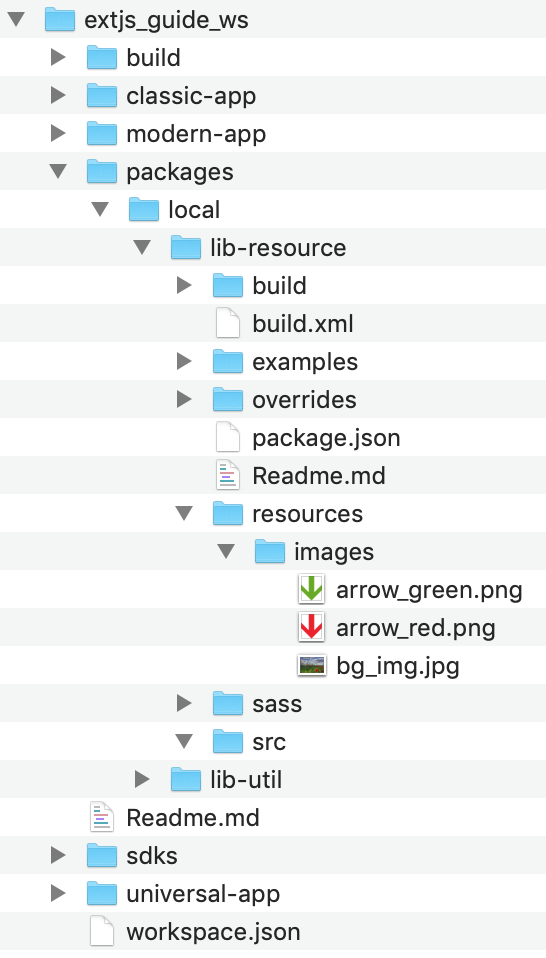 extjs_guide_ws
build
classic-app
modern-app
packages
local
lib-resource
build
build.xml
examples
overrides
package.json
Readme.md
resources
images
arrow_green.png
arrow_red.png
bg_img.jpg
sass
src
lib-util
Readme.md
sdks
universal-app
workspace.json